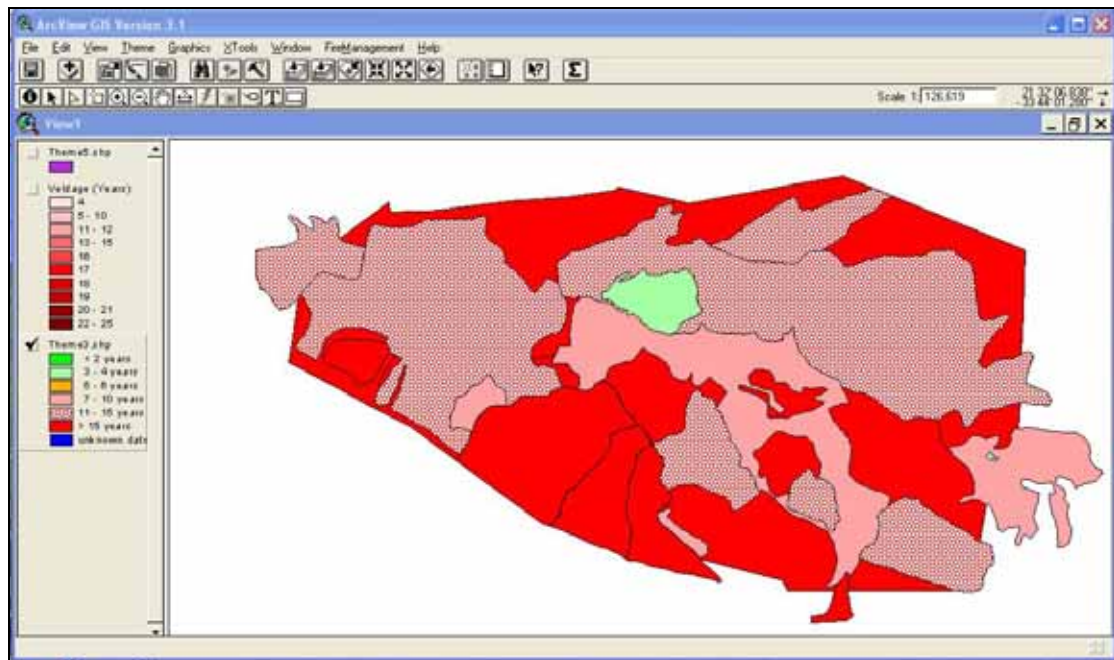 ArcView GIS Version 3.1
File Edit View Theme Graphics XTools Window FireManagement Help
Scale 1: 126,619
View1
Theme5.shp
Veldage (Years)
4
5 - 10
11 - 12
13 - 15
16
17
18
19
20 - 21
22 - 25
Theme3.shp
< 2 years
3 - 4 years
5 - 6 years
7 - 10 years
11 - 15 years
> 15 years
unknown date